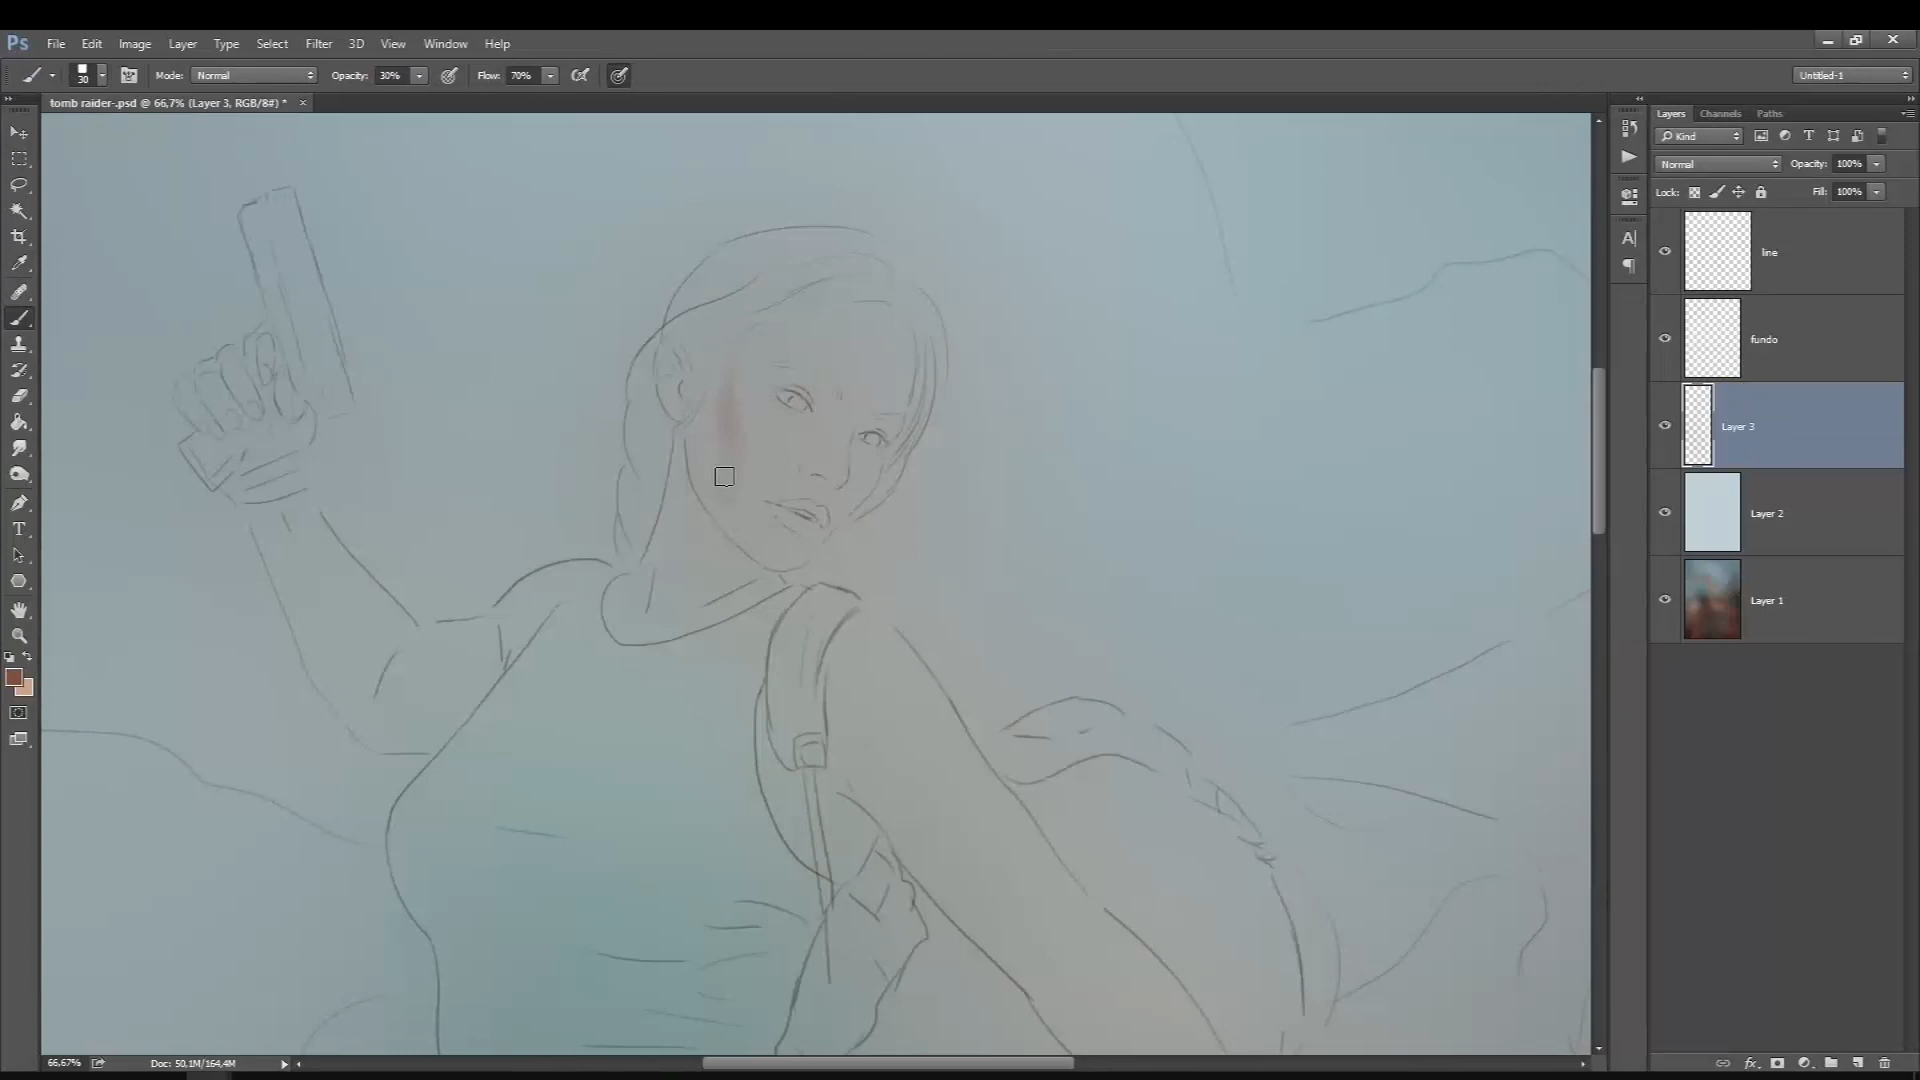 Ps File Edit Image Layer Type Select Filter 3D View Window Help
30 Mode: Normal Opacity: 30% Flow: 70% Untitled-1
tomb raider-.psd @ 66,7% (Layer 3, RGB/8#) * ×
Layers Channels Paths
Kind
Normal Opacity: 100%
Lock: Fill: 100%
line
fundo
Layer 3
Layer 2
Layer 1
66,67% Doc: 50,1M/164,4M